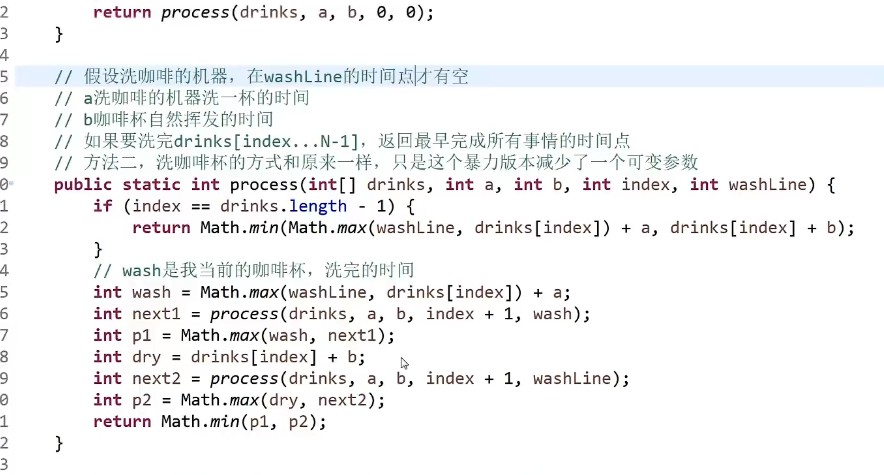 2        return process(drinks, a, b, 0, 0);
3    }
4
5    // 假设洗咖啡的机器，在washLine的时间点才有空
6    // a洗咖啡的机器洗一杯的时间
7    // b咖啡杯自然挥发的时间
8    // 如果要洗完drinks[index...N-1]，返回最早完成所有事情的时间点
9    // 方法二，洗咖啡杯的方式和原来一样，只是这个暴力版本减少了一个可变参数
0    public static int process(int[] drinks, int a, int b, int index, int washLine) {
1        if (index == drinks.length - 1) {
2            return Math.min(Math.max(washLine, drinks[index]) + a, drinks[index] + b);
3        }
4        // wash是我当前的咖啡杯，洗完的时间
5        int wash = Math.max(washLine, drinks[index]) + a;
6        int next1 = process(drinks, a, b, index + 1, wash);
7        int p1 = Math.max(wash, next1);
8        int dry = drinks[index] + b;
9        int next2 = process(drinks, a, b, index + 1, washLine);
0        int p2 = Math.max(dry, next2);
1        return Math.min(p1, p2);
2    }
3